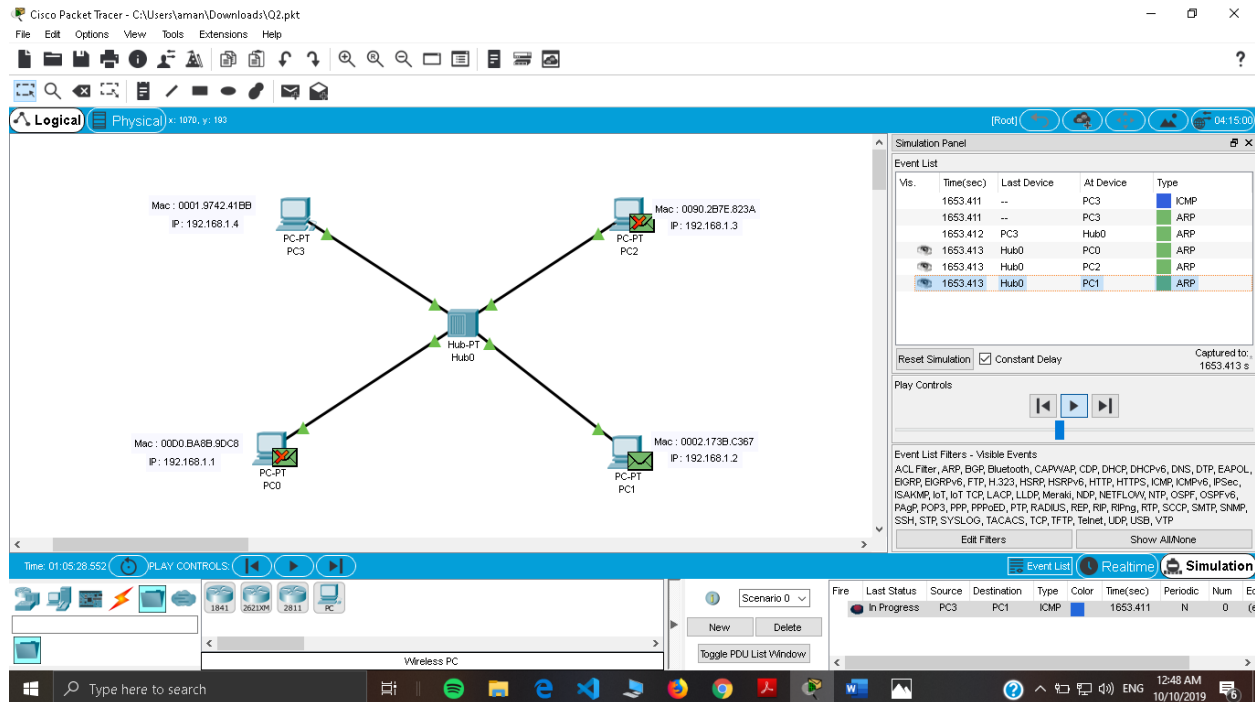 Cisco Packet Tracer - C:\Users\aman\Downloads\Q2.pkt
File Edit Options View Tools Extensions Help
?
Logical Physical x: 1070, y: 193 [Root] 04:15:00
Mac : 0001.9742.41BB
IP : 192.168.1.4
PC-PT
PC3
Mac : 0090.2B7E.823A
IP : 192.168.1.3
PC-PT
PC2
Hub-PT
Hub0
Mac : 00D0.BA8B.9DC8
IP : 192.168.1.1
PC-PT
PC0
Mac : 0002.173B.C367
IP : 192.168.1.2
PC-PT
PC1
Simulation Panel
Event List
Vis. Time(sec) Last Device At Device Type
1653.411 -- PC3 ICMP
1653.411 -- PC3 ARP
1653.412 PC3 Hub0 ARP
1653.413 Hub0 PC0 ARP
1653.413 Hub0 PC2 ARP
1653.413 Hub0 PC1 ARP
Reset Simulation Constant Delay
Captured to:
1653.413 s
Play Controls
Event List Filters - Visible Events
ACL Filter, ARP, BGP, Bluetooth, CAPWAP, CDP, DHCP, DHCPv6, DNS, DTP, EAPOL,
EIGRP, EIGRPv6, FTP, H.323, HSRP, HSRPv6, HTTP, HTTPS, ICMP, ICMPv6, IPSec,
ISAKMP, IoT, IoT TCP, LACP, LLDP, Meraki, NDP, NETFLOW, NTP, OSPF, OSPFv6,
PAgP, POP3, PPP, PPPoED, PTP, RADIUS, REP, RIP, RIPng, RTP, SCCP, SMTP, SNMP,
SSH, STP, SYSLOG, TACACS, TCP, TFTP, Telnet, UDP, USB, VTP
Edit Filters Show All/None
Time: 01:05:28.552 PLAY CONTROLS: Event List Realtime Simulation
1841 2621XM 2811 PC
Wireless PC
Scenario 0
New Delete
Toggle PDU List Window
Fire Last Status Source Destination Type Color Time(sec) Periodic Num
In Progress PC3 PC1 ICMP 1653.411 N 0
Type here to search
ENG
12:48 AM
10/10/2019
6